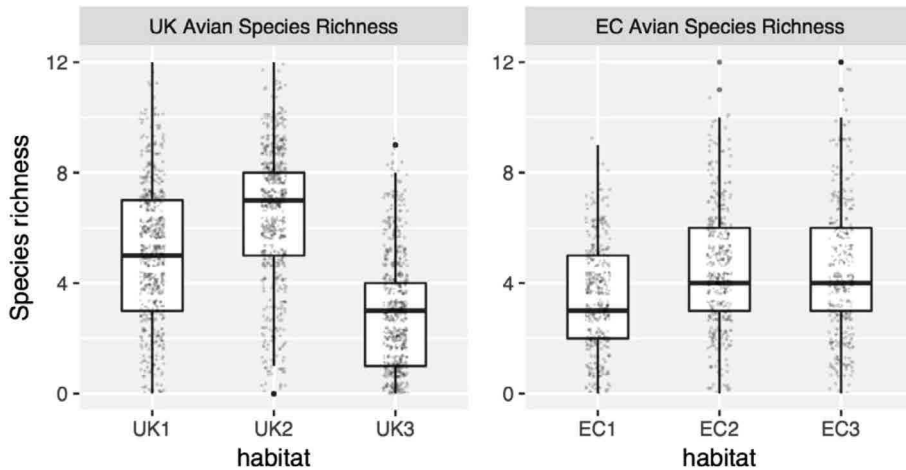 UK Avian Species Richness
EC Avian Species Richness
Species richness
12
8
4
0
UK1 UK2 UK3
habitat
12
8
4
0
EC1 EC2 EC3
habitat